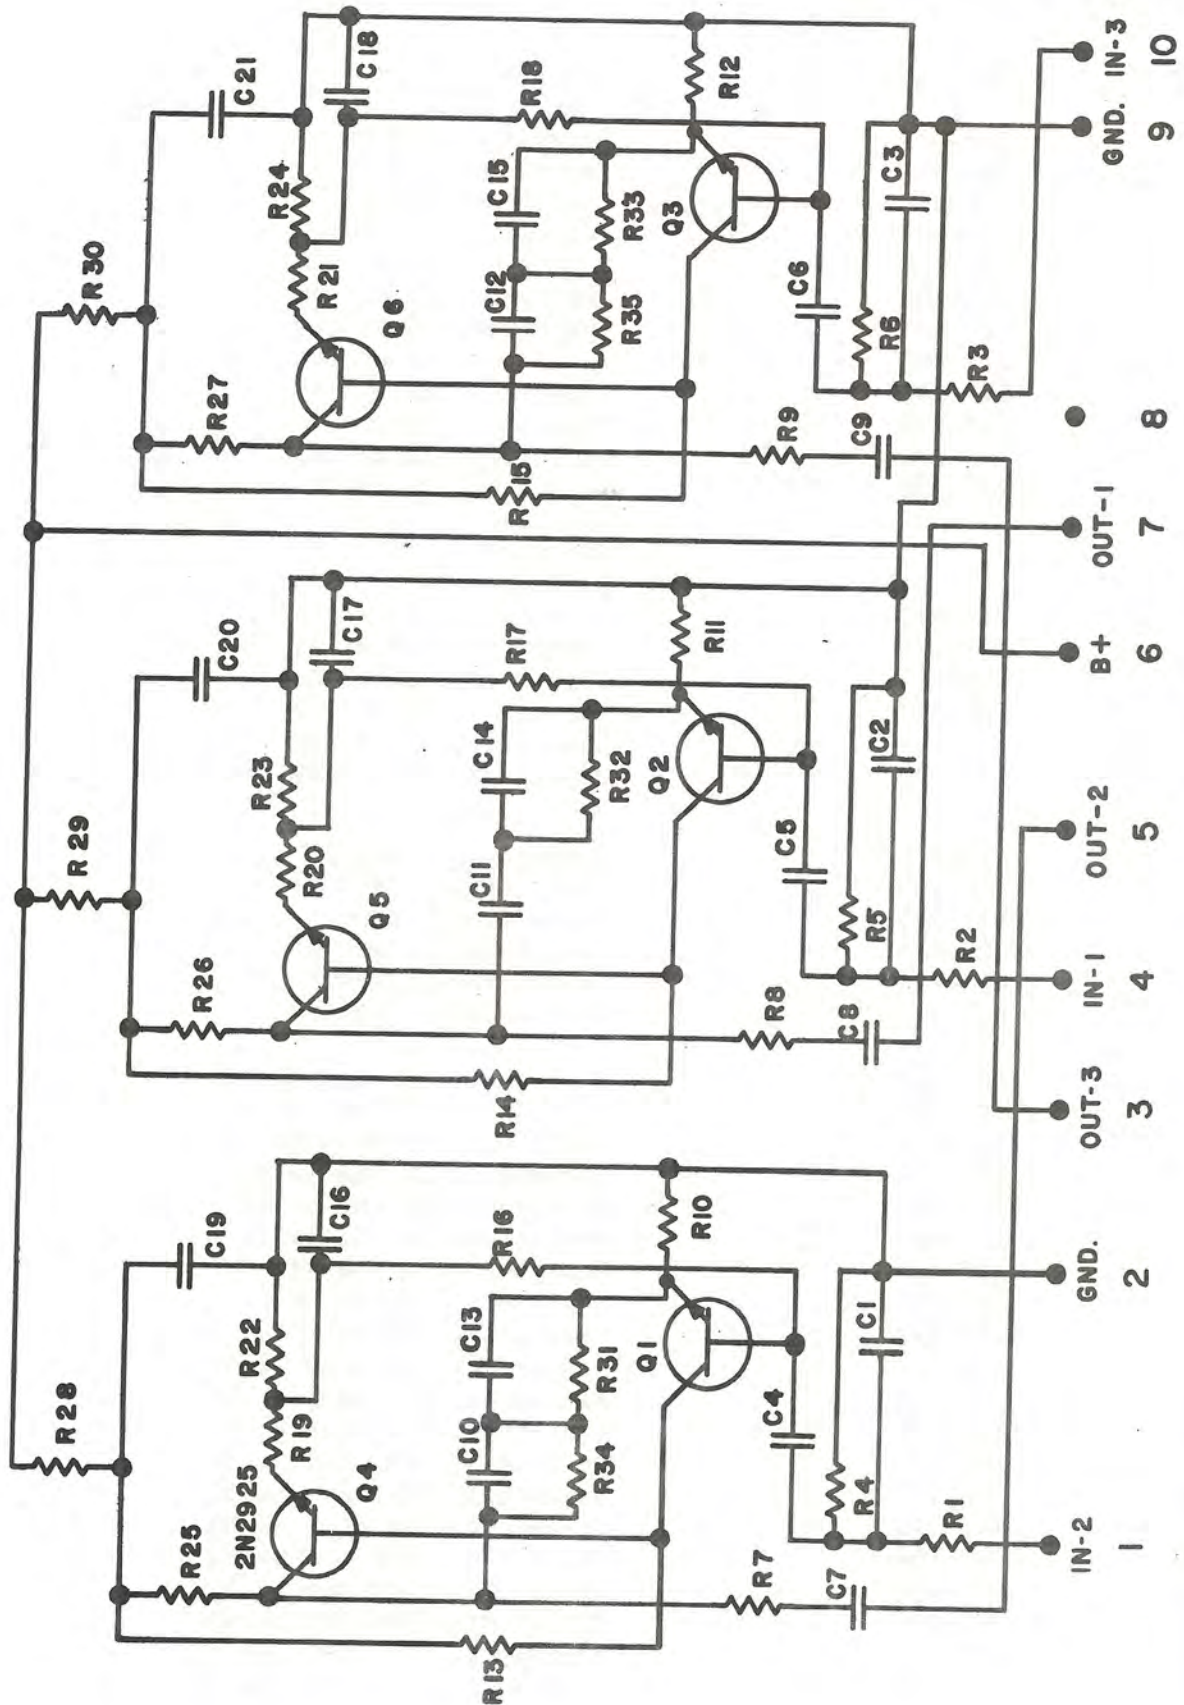 R28
R29
R30
C19
C20
C21
R25
R22
R26
R23
R27
R24
2N2925
R19
C16
R20
C17
R21
C18
Q4
Q5
Q6
R13
C10
C13
R16
R14
C11
C14
R17
R15
C12
C15
R18
R34
R31
R32
R35
R33
Q1
R10
Q2
R11
Q3
R12
R7
C4
R8
C5
R9
C6
C7
R4
C1
C8
R5
C2
C9
R6
C3
R1
R2
R3
IN-2
GND.
OUT-3
IN-1
OUT-2
B+
OUT-1
GND.
IN-3
1
2
3
4
5
6
7
8
9
10